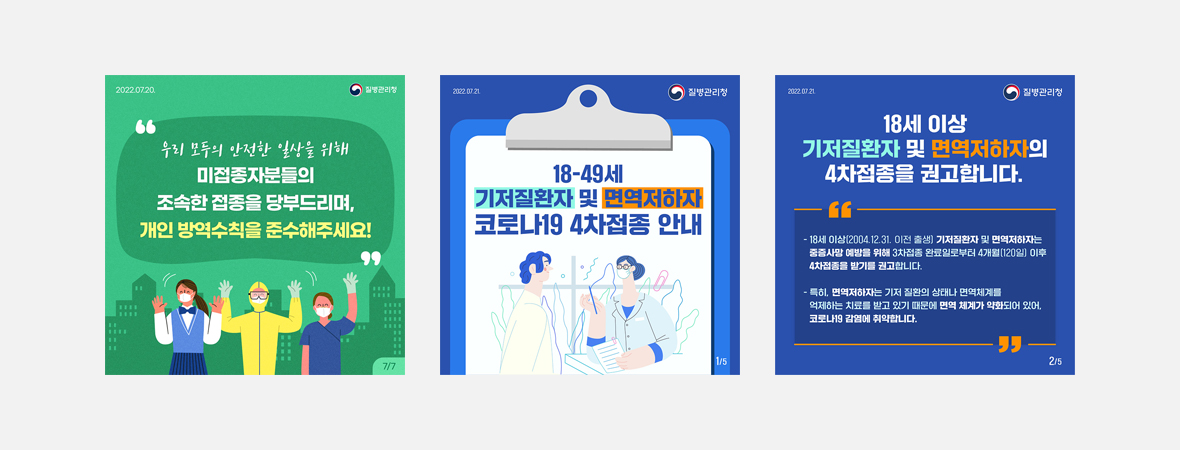 2022.07.20.
질병관리청
우리 모두의 안전한 일상을 위해
미접종자분들의
조속한 접종을 당부드리며,
개인 방역수칙을 준수해주세요!
7/7
2022.07.21.
질병관리청
18-49세
기저질환자 및 면역저하자
코로나19 4차접종 안내
1/5
2022.07.21.
질병관리청
18세 이상
기저질환자 및 면역저하자의
4차접종을 권고합니다.
- 18세 이상(2004.12.31. 이전 출생) 기저질환자 및 면역저하자는
중증사망 예방을 위해 3차접종 완료일로부터 4개월(120일) 이후
4차접종을 받기를 권고합니다.
- 특히, 면역저하자는 기저 질환의 상태나 면역체계를
억제하는 치료를 받고 있기 때문에 면역 체계가 약화되어 있어,
코로나19 감염에 취약합니다.
2/5